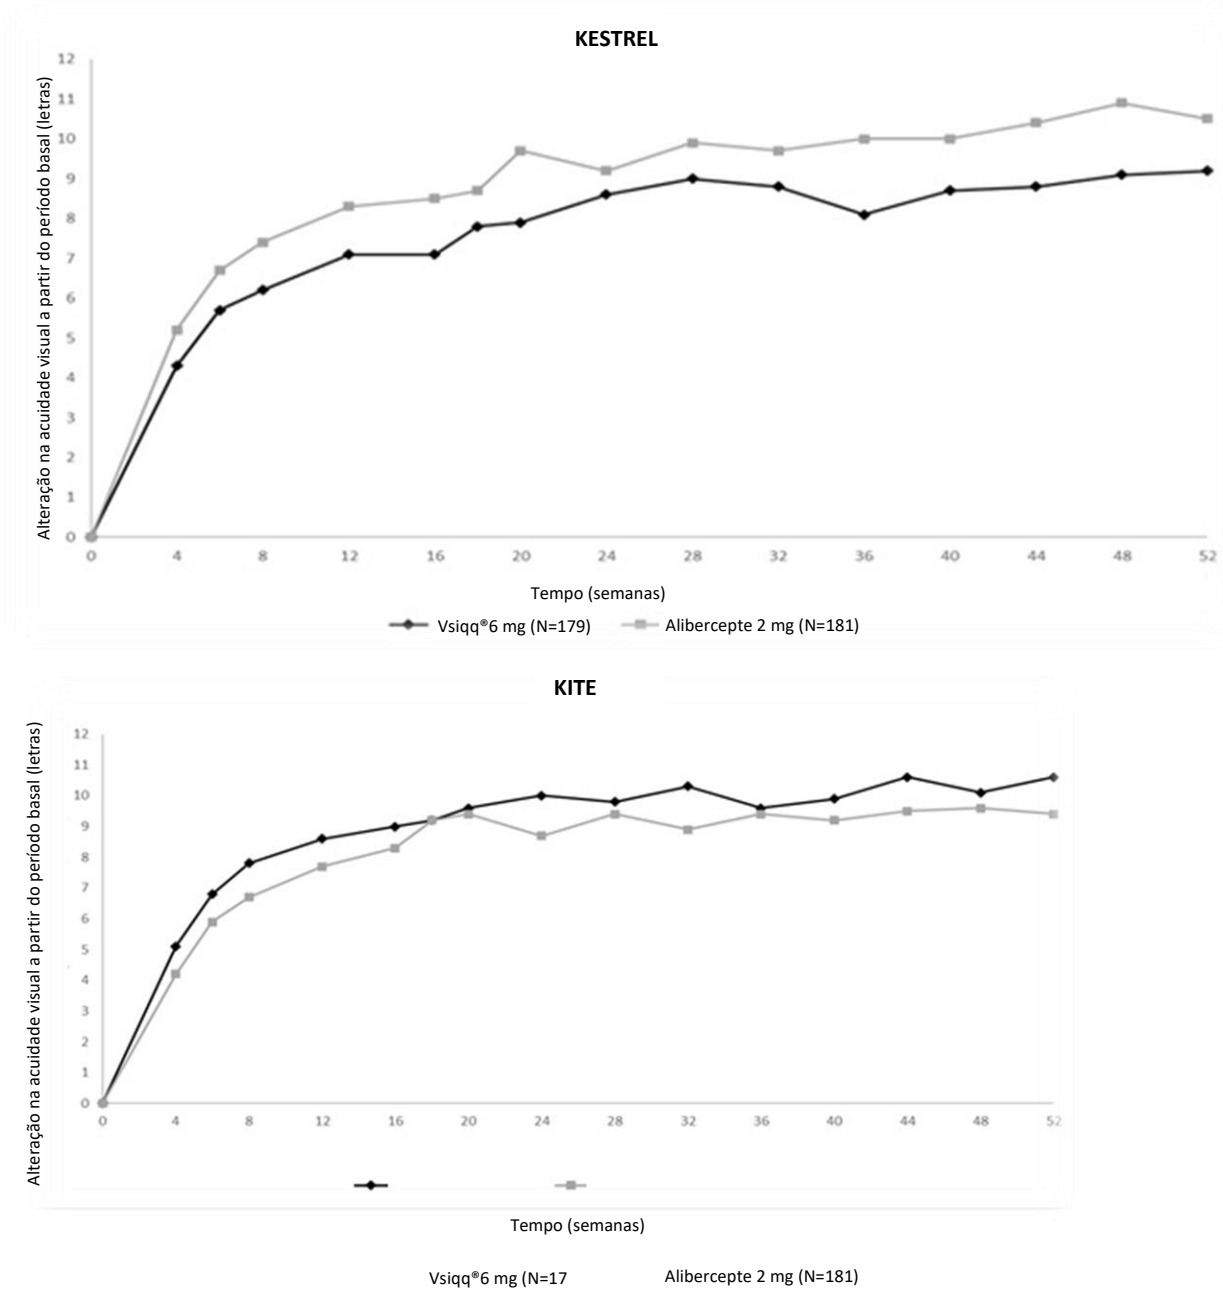 KESTREL
Alteração na acuidade visual a partir do período basal (letras)
12
11
10
9
8
7
6
5
4
3
2
1
0
0 4 8 12 16 20 24 28 32 36 40 44 48 52
Tempo (semanas)
Vsiqq®6 mg (N=179) Alibercepte 2 mg (N=181)
KITE
Alteração na acuidade visual a partir do período basal (letras)
12
11
10
9
8
7
6
5
4
3
2
1
0
0 4 8 12 16 20 24 28 32 36 40 44 48 52
Tempo (semanas)
Vsiqq®6 mg (N=17 Alibercepte 2 mg (N=181)